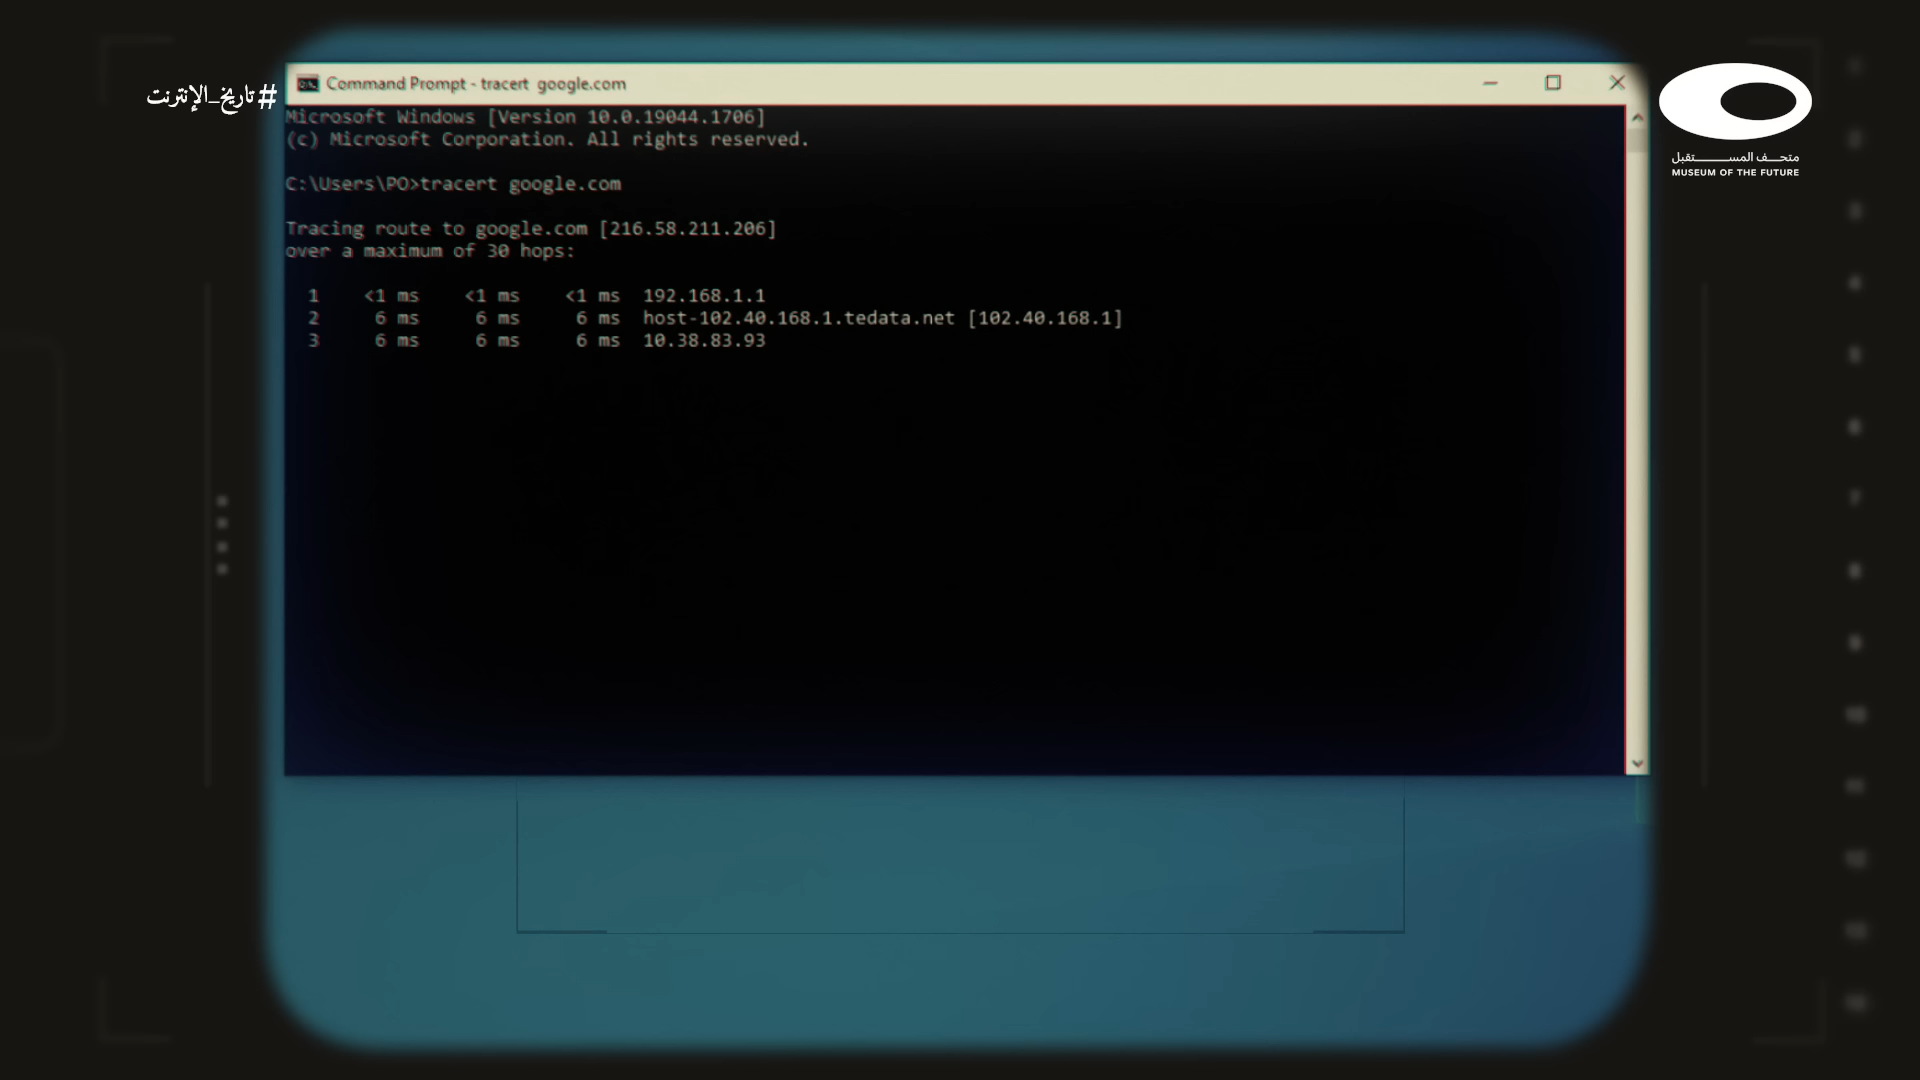 #تاريخ_الإنترنت
Command Prompt - tracert google.com
متحف المستقبل
MUSEUM OF THE FUTURE
Microsoft Windows [Version 10.0.19044.1706]
(c) Microsoft Corporation. All rights reserved.
C:\Users\PO>tracert google.com
Tracing route to google.com [216.58.211.206]
over a maximum of 30 hops:
1 <1 ms <1 ms <1 ms 192.168.1.1
2 6 ms 6 ms 6 ms host-102.40.168.1.tedata.net [102.40.168.1]
3 6 ms 6 ms 6 ms 10.38.83.93